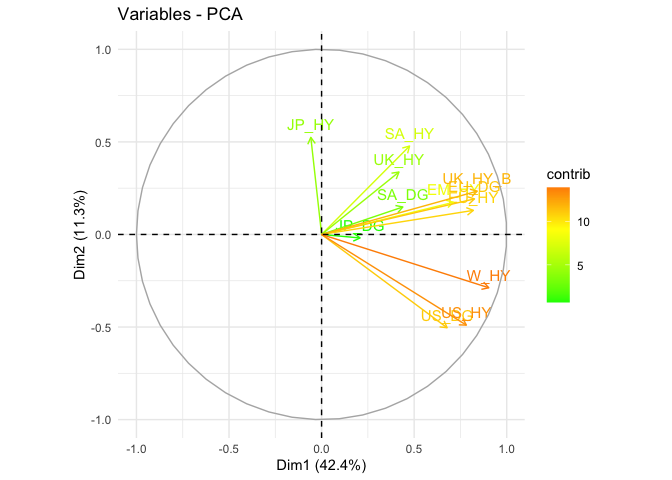 Variables - PCA
1.0
0.5
0.0
-0.5
-1.0
Dim2 (11.3%)
JP_HY
SA_HY
UK_HY
UK_HY_B
SA_DG
W_HY
US_HY
-1.0
-0.5
0.0
0.5
1.0
Dim1 (42.4%)
contrib
10
5